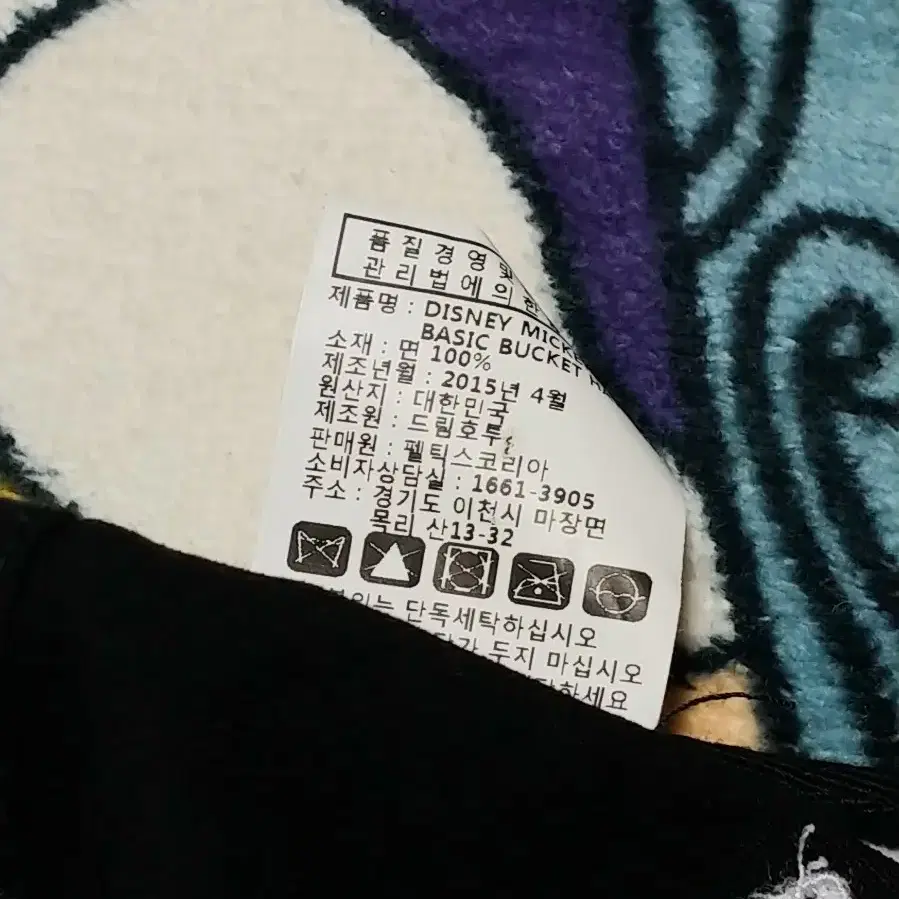 품질경영및
관리법에의한
제품명 : DISNEY MICK
BASIC BUCKET
소재 : 면 100%
제조년월 : 2015년 4월
원산지 : 대한민국
제조원 : 드림호투
판매원 : 펠틱스코리아
소비자상담실 : 1661-3905
주소 : 경기도 이천시 마장면
목리 산13-32
단독세탁하십시오
두지 마십시오
하세요